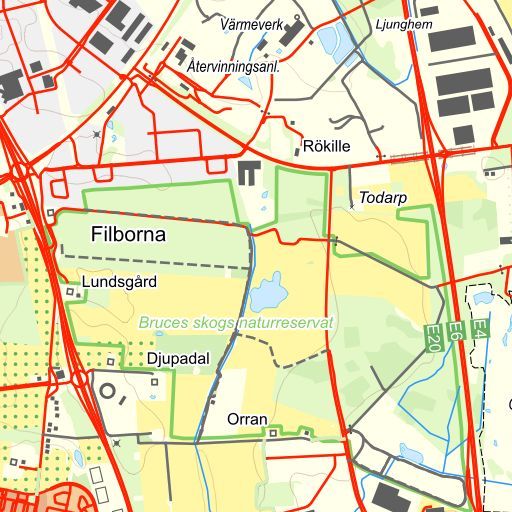 Värmeverk
Ljunghem
Återvinningsanl.
Rökille
Todarp
Filborna
Lundsgård
Bruces skogs naturreservat
E20
E6
E4
Djupadal
Orran